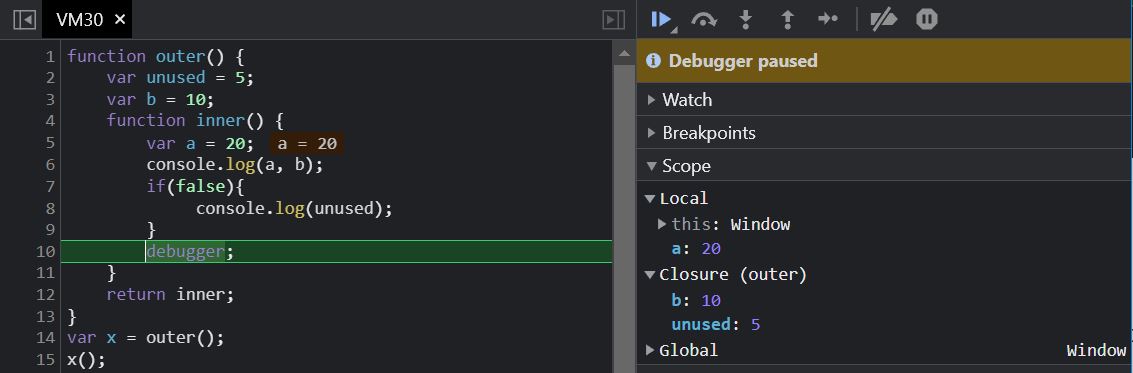 VM30 ×
1 function outer() {
2 var unused = 5;
3 var b = 10;
4 function inner() {
5 var a = 20; a = 20
6 console.log(a, b);
7 if(false){
8 console.log(unused);
9 }
10 debugger;
11 }
12 return inner;
13 }
14 var x = outer();
15 x();
Debugger paused
Watch
Breakpoints
Scope
Local
this: Window
a: 20
Closure (outer)
b: 10
unused: 5
Global Window